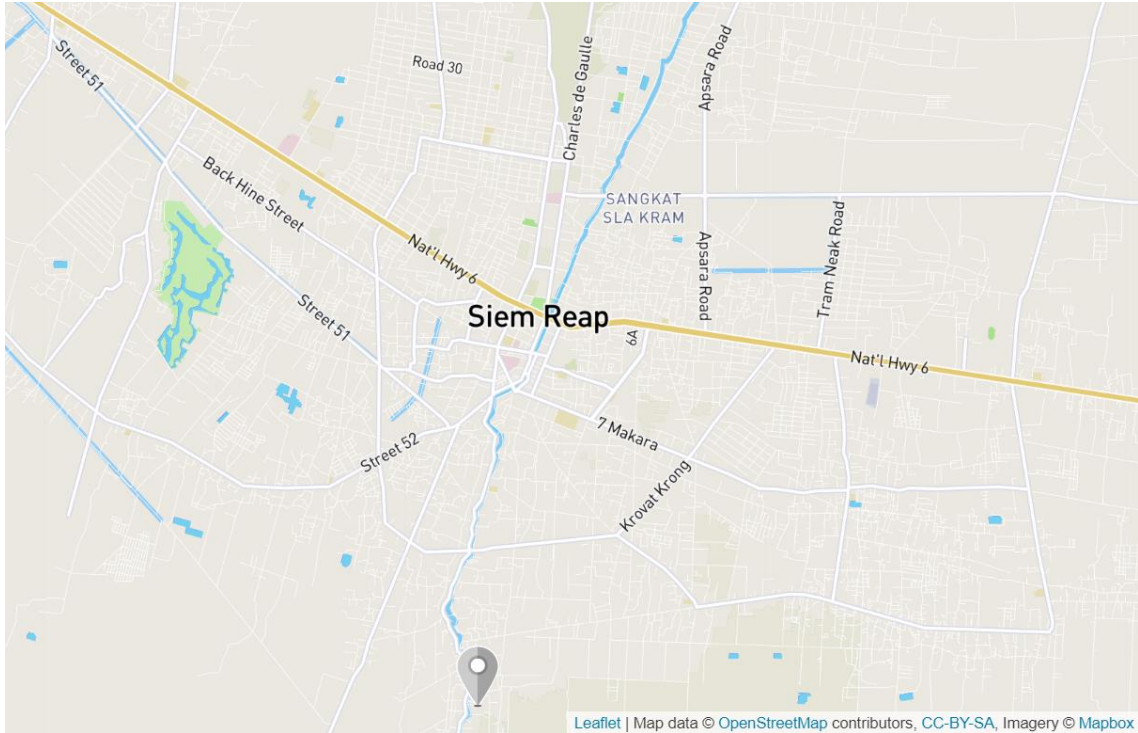 Street 51
Road 30
Charles de Gaulle
Apsara Road
Back Hine Street
SANGKAT
SLA KRAM
Apsara Road
Tram Neak Road
Nat'l Hwy 6
Street 51
Siem Reap
6A
Nat'l Hwy 6
7 Makara
Street 52
Krovat Krong
Leaflet | Map data © OpenStreetMap contributors, CC-BY-SA, Imagery © Mapbox